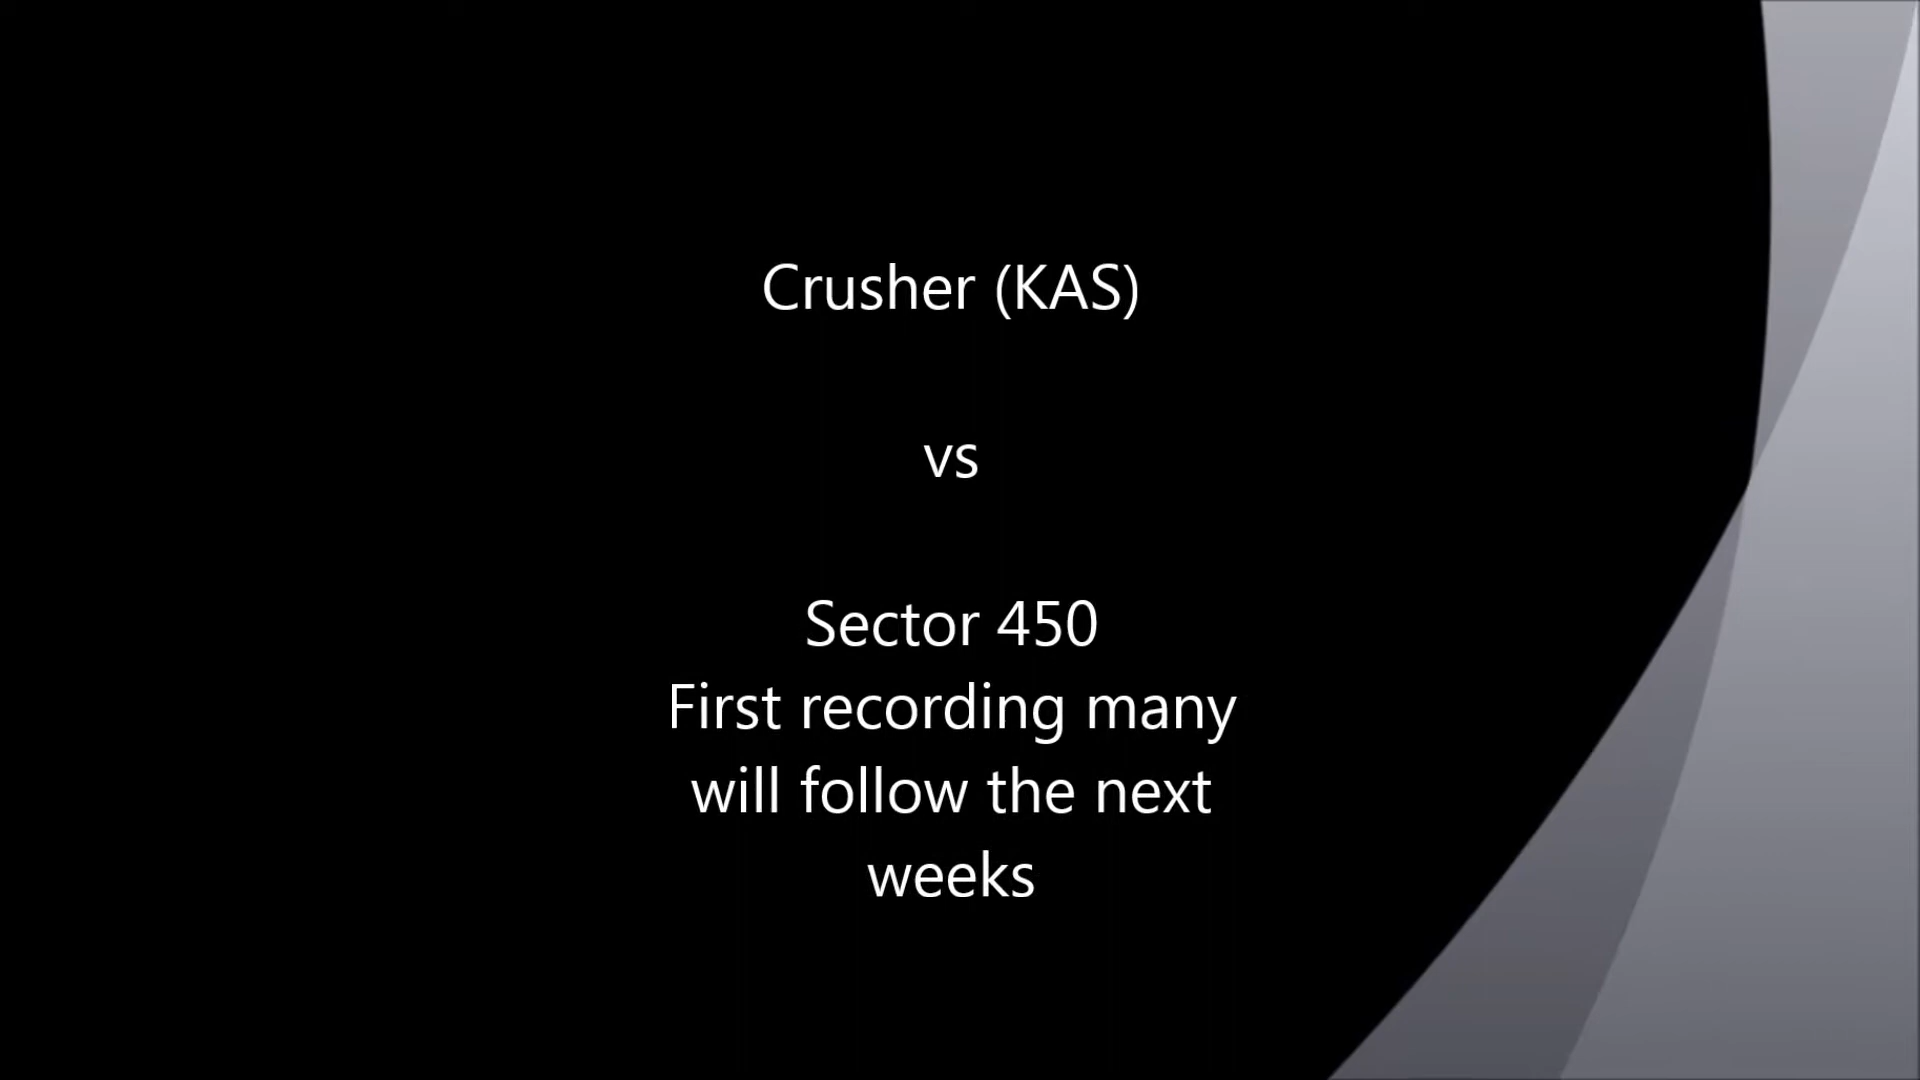 Crusher (KAS)
vs
Sector 450
First recording many
will follow the next
weeks